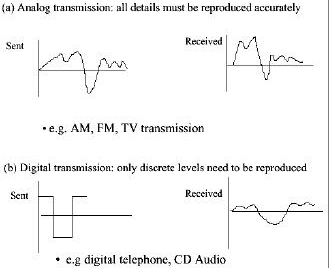 (a) Analog transmission: all details must be reproduced accurately
Sent
Received
• e.g. AM, FM, TV transmission
(b) Digital transmission: only discrete levels need to be reproduced
Sent
Received
• e.g digital telephone, CD Audio